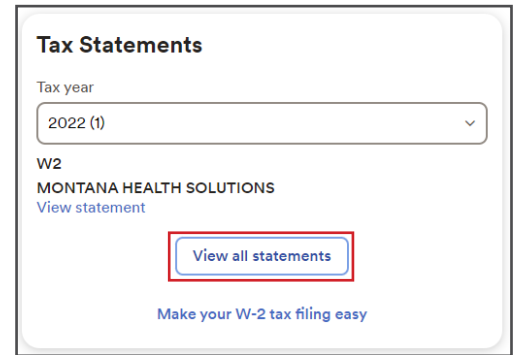 Tax Statements
Tax year
2022 (1)
W2
MONTANA HEALTH SOLUTIONS
View statement
View all statements
Make your W-2 tax filing easy